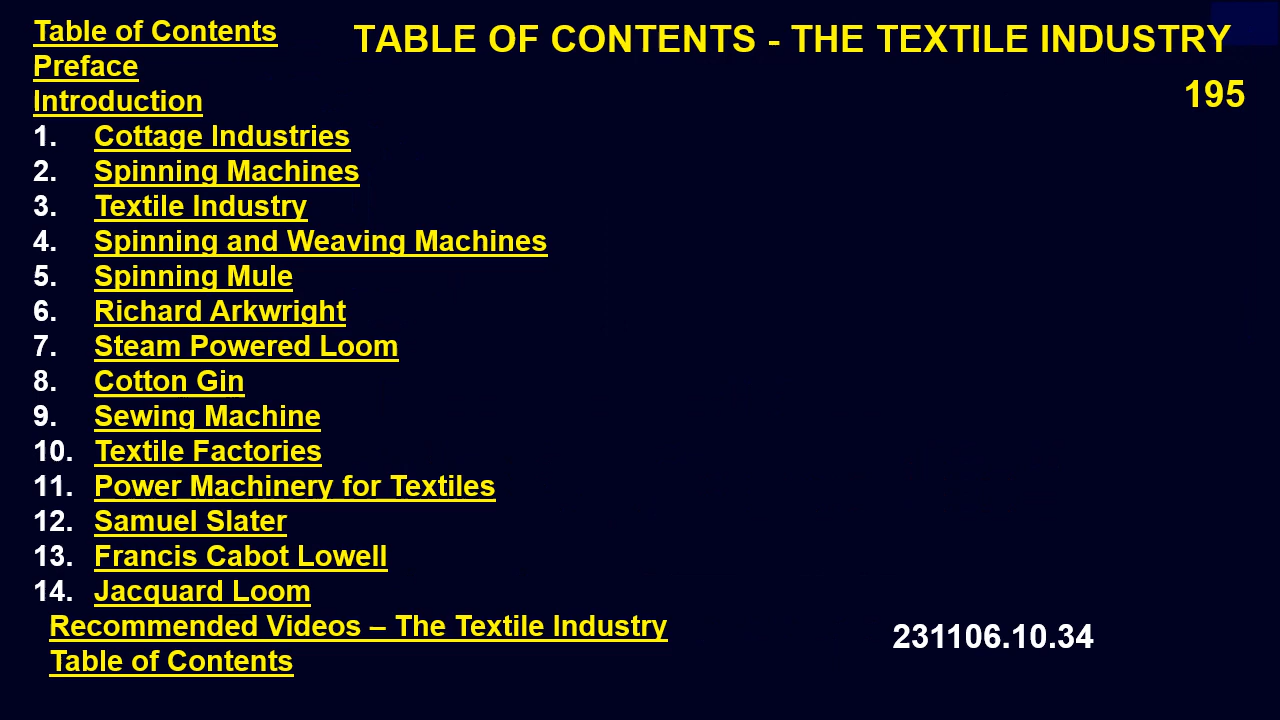 TABLE OF CONTENTS - THE TEXTILE INDUSTRY
195
Table of Contents
Preface
Introduction
1. Cottage Industries
2. Spinning Machines
3. Textile Industry
4. Spinning and Weaving Machines
5. Spinning Mule
6. Richard Arkwright
7. Steam Powered Loom
8. Cotton Gin
9. Sewing Machine
10. Textile Factories
11. Power Machinery for Textiles
12. Samuel Slater
13. Francis Cabot Lowell
14. Jacquard Loom
Recommended Videos – The Textile Industry
Table of Contents
231106.10.34